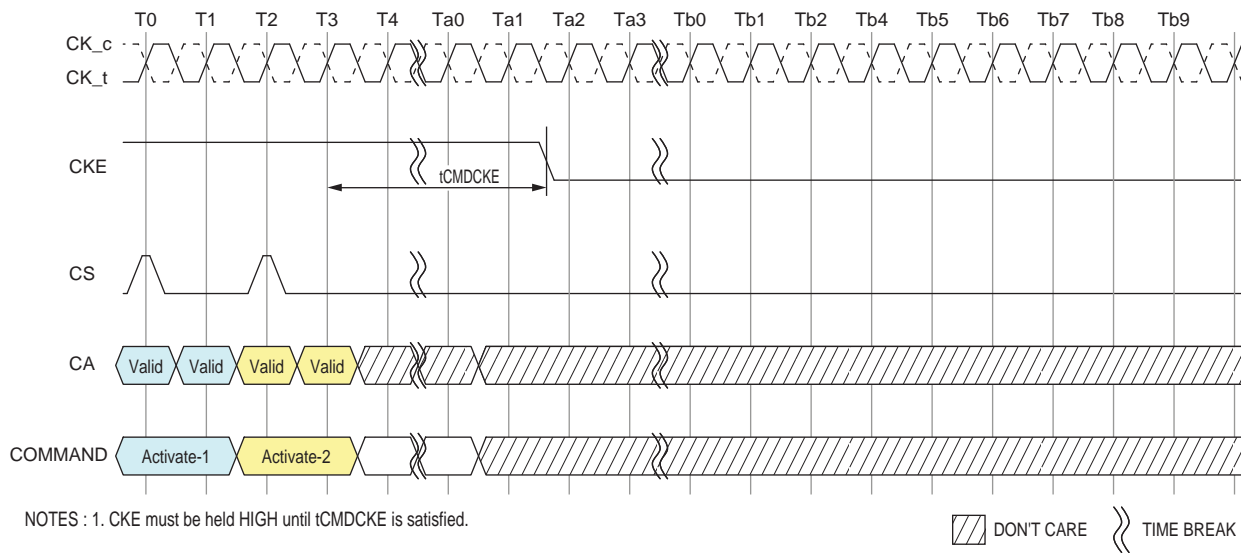 T0 T1 T2 T3 T4 Ta0 Ta1 Ta2 Ta3 Tb0 Tb1 Tb2 Tb4 Tb5 Tb6 Tb7 Tb8 Tb9
CK_c
CK_t
CKE
tCMDCKE
CS
CA Valid Valid Valid Valid
COMMAND Activate-1 Activate-2
NOTES : 1. CKE must be held HIGH until tCMDCKE is satisfied.
DON'T CARE TIME BREAK